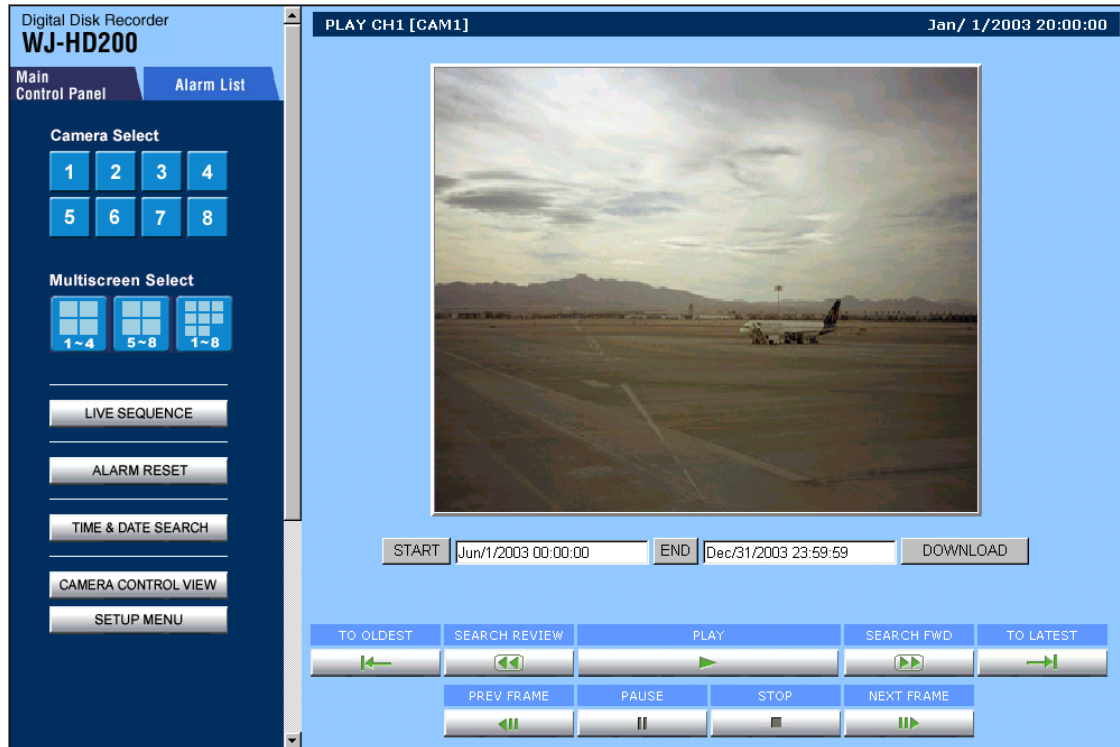 Digital Disk Recorder
WJ-HD200
Main
Control Panel
Alarm List
Camera Select
1 2 3 4
5 6 7 8
Multiscreen Select
1~4 5~8 1~8
LIVE SEQUENCE
ALARM RESET
TIME & DATE SEARCH
CAMERA CONTROL VIEW
SETUP MENU
PLAY CH1 [CAM1] Jan/ 1/2003 20:00:00
START Jun/1/2003 00:00:00 END Dec/31/2003 23:59:59 DOWNLOAD
TO OLDEST SEARCH REVIEW PLAY SEARCH FWD TO LATEST
PREV FRAME PAUSE STOP NEXT FRAME